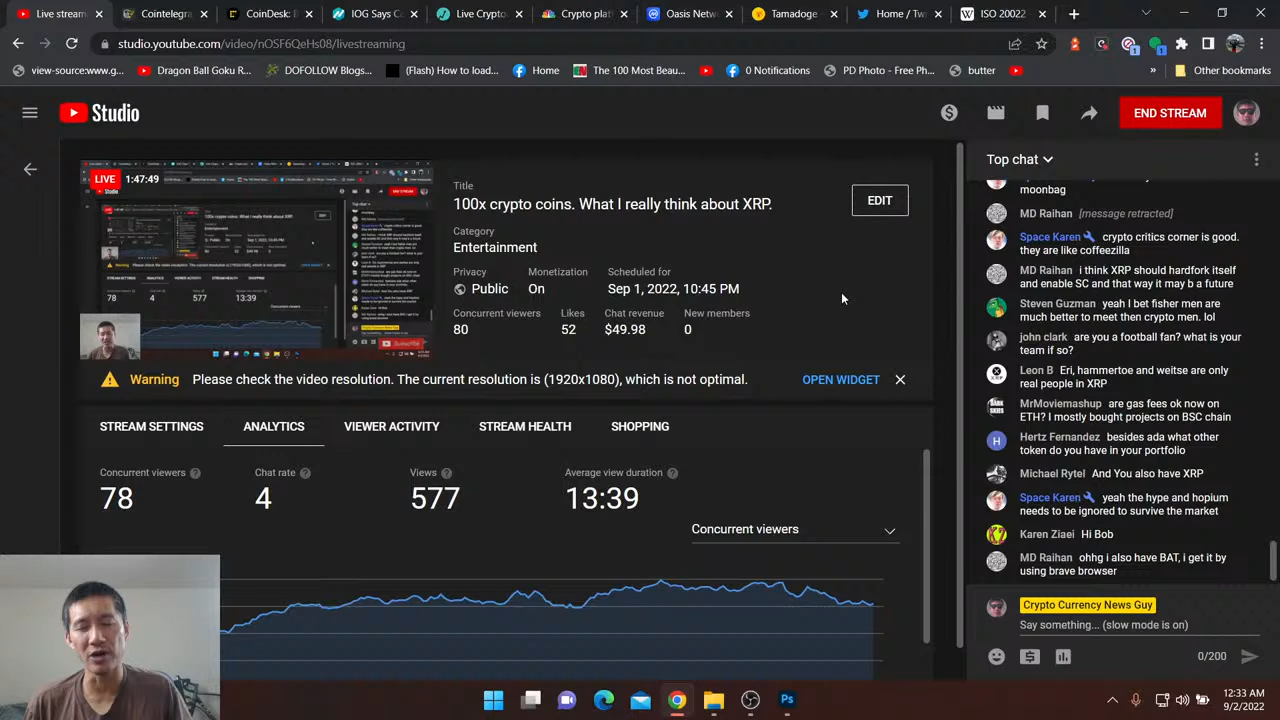 Live stream
Cointelegra
CoinDesk: B
IOG Says Ca
Live Crypto
Crypto plat
Oasis Netw
Tamadoge
Home / Tw
ISO 20022
studio.youtube.com/video/nOSF6QeHs08/livestreaming
view-source:www.g...
Dragon Ball Goku R...
DOFOLLOW Blogs...
(Flash) How to Inst...
Home
The 100 Most Beau...
0 Notifications
3D Photo - Free Ph...
butter
»
Other bookmarks
Studio
END STREAM
LIVE 1:47:49
Title
100x crypto coins. What I really think about XRP.
EDIT
Category
Entertainment
Privacy
Public
Monetization
On
Scheduled for
Sep 1, 2022, 10:45 PM
Concurrent viewers
80
Likes
52
Chat revenue
$49.98
New members
0
Warning Please check the video resolution. The current resolution is (1920x1080), which is not optimal.
OPEN WIDGET
STREAM SETTINGS
ANALYTICS
VIEWER ACTIVITY
STREAM HEALTH
SHOPPING
Concurrent viewers
78
Chat rate
4
Views
577
Average view duration
13:39
Concurrent viewers
Top chat
moonbag
MD Raihan [message retracted]
Space Karen crypto critics corner is good
they are like coffeezilla
MD Raihan I think XRP should hardork its self
and ended SEC and that way it may be future
Steven Guzman yeah I bet fisher men are
much better to meet then crypto men. lol
john clark are you a football fan? what is your
team if so?
Leon B Eri, hammertoe and weitse are only
real people in XRP
MrMoviemashup are gas fees ok now on
ETH? I mostly bought projects on BSC chain
Hertz Fernandez besides ada what other
token do you have in your portfolio
Michael Rytel And You also have XRP
Space Karen yeah the hype and hopium
needs to be ignored to survive the market
Karen Ziaei Hi Bob
MD Raihan ohhg i also have BAT, i get it by
using brave browser
Crypto Currency News Guy
Say something... (slow mode is on)
0/200
12:33 AM
9/2/2022